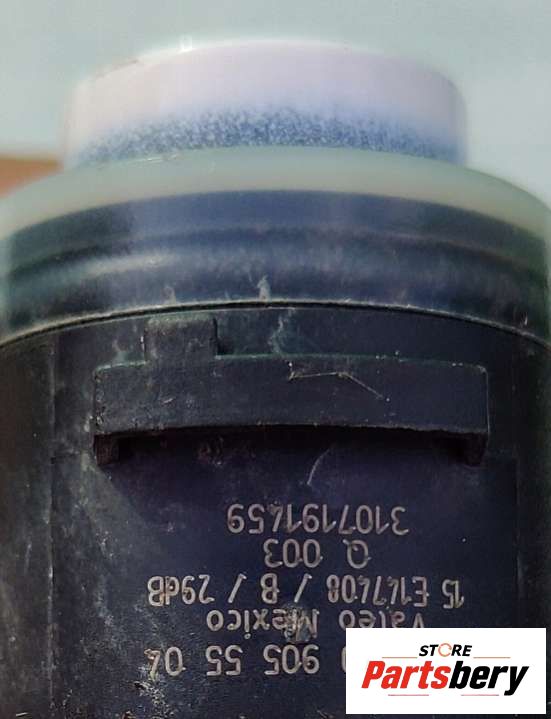 905 55 04
Valeo Mexico
15 E147408 / B / 29dB
Q 003
3107191459
STORE
Partsbery